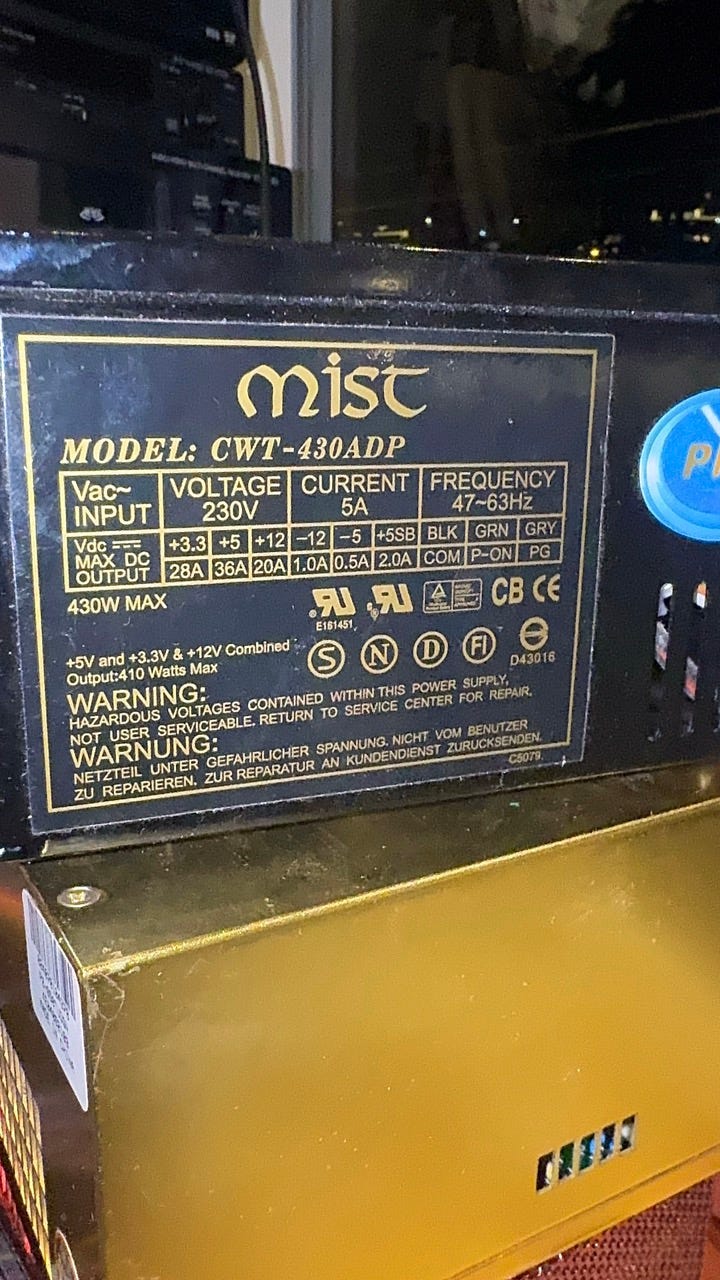 mist
MODEL: CWT-430ADP
Vac~ INPUT VOLTAGE 230V CURRENT 5A FREQUENCY 47~63Hz
Vdc MAX DC OUTPUT +3.3 +5 +12 -12 -5 +5SB BLK GRN GRY
28A 36A 20A 1.0A 0.5A 2.0A COM P-ON PG
430W MAX
E161451
CB CE
+5V and +3.3V & +12V Combined
Output:410 Watts Max
S N D FI
D43016
WARNING:
HAZARDOUS VOLTAGES CONTAINED WITHIN THIS POWER SUPPLY,
NOT USER SERVICEABLE, RETURN TO SERVICE CENTER FOR REPAIR.
WARNUNG:
NETZTEIL UNTER GEFAHRLICHER SPANNUNG. NICHT VOM BENUTZER
ZU REPARIEREN. ZUR REPARATUR AN KUNDENDIENST ZURUCKSENDEN.
C5079